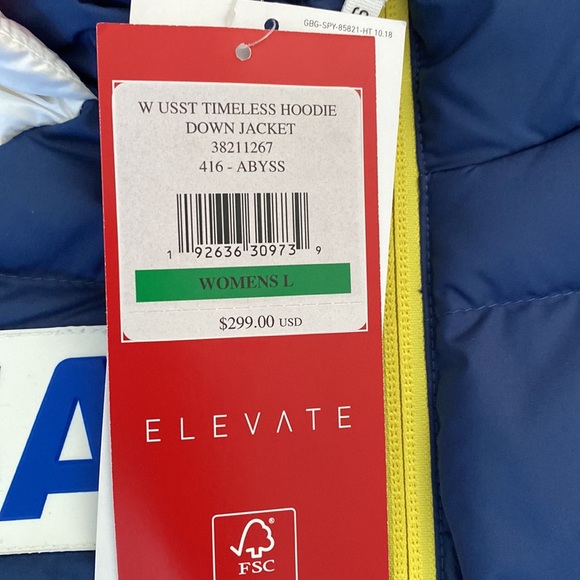 GBG-SPY-85821-HT 10.18
W USST TIMELESS HOODIE
DOWN JACKET
38211267
416 - ABYSS
1 92636 30973 9
WOMENS L
$299.00 USD
ELEVATE
FSC
A